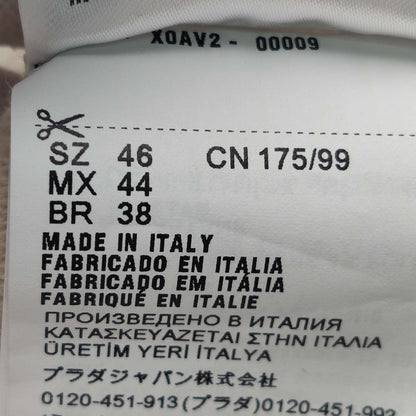 X0AV2 - 00009
SZ 46 CN 175/99
MX 44
BR 38
MADE IN ITALY
FABRICADO EN ITALIA
FABRICADO EM ITÁLIA
FABRIQUÉ EN ITALIE
ПРОИЗВЕДЕНО В ИТАЛИЯ
ΚΑΤΑΣΚΕΥΑΖΕΤΑΙ ΣΤΗΝ ΙΤΑΛΙΑ
ÜRETİM YERİ İTALYA
プラダジャパン株式会社
0120-451-913(プラダ)/0120-451-993